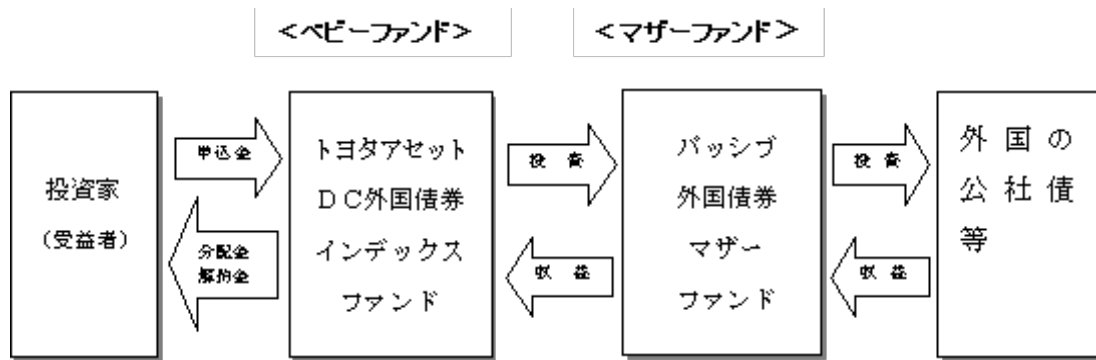 <ベビーファンド>
<マザーファンド>
投資家
(受益者)
申込金
分配金
解約金
トヨタアセット
DC外国債券
インデックス
ファンド
投資
収益
パッシブ
外国債券
マザー
ファンド
投資
収益
外国の
公社債
等